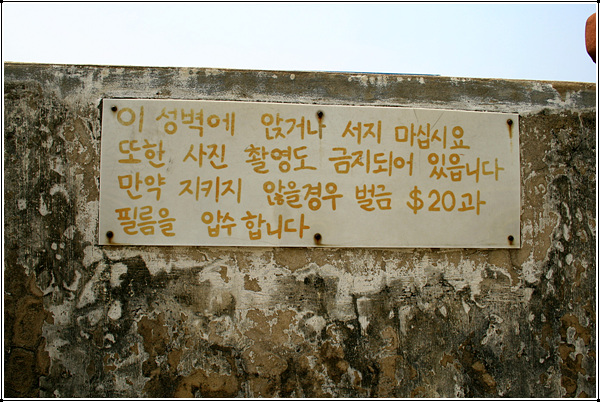 이 성벽에 앉거나 서지 마십시요
또한 사진 촬영도 금지되어 있읍니다
만약 지키지 않을경우 벌금 $20과
필름을 압수합니다